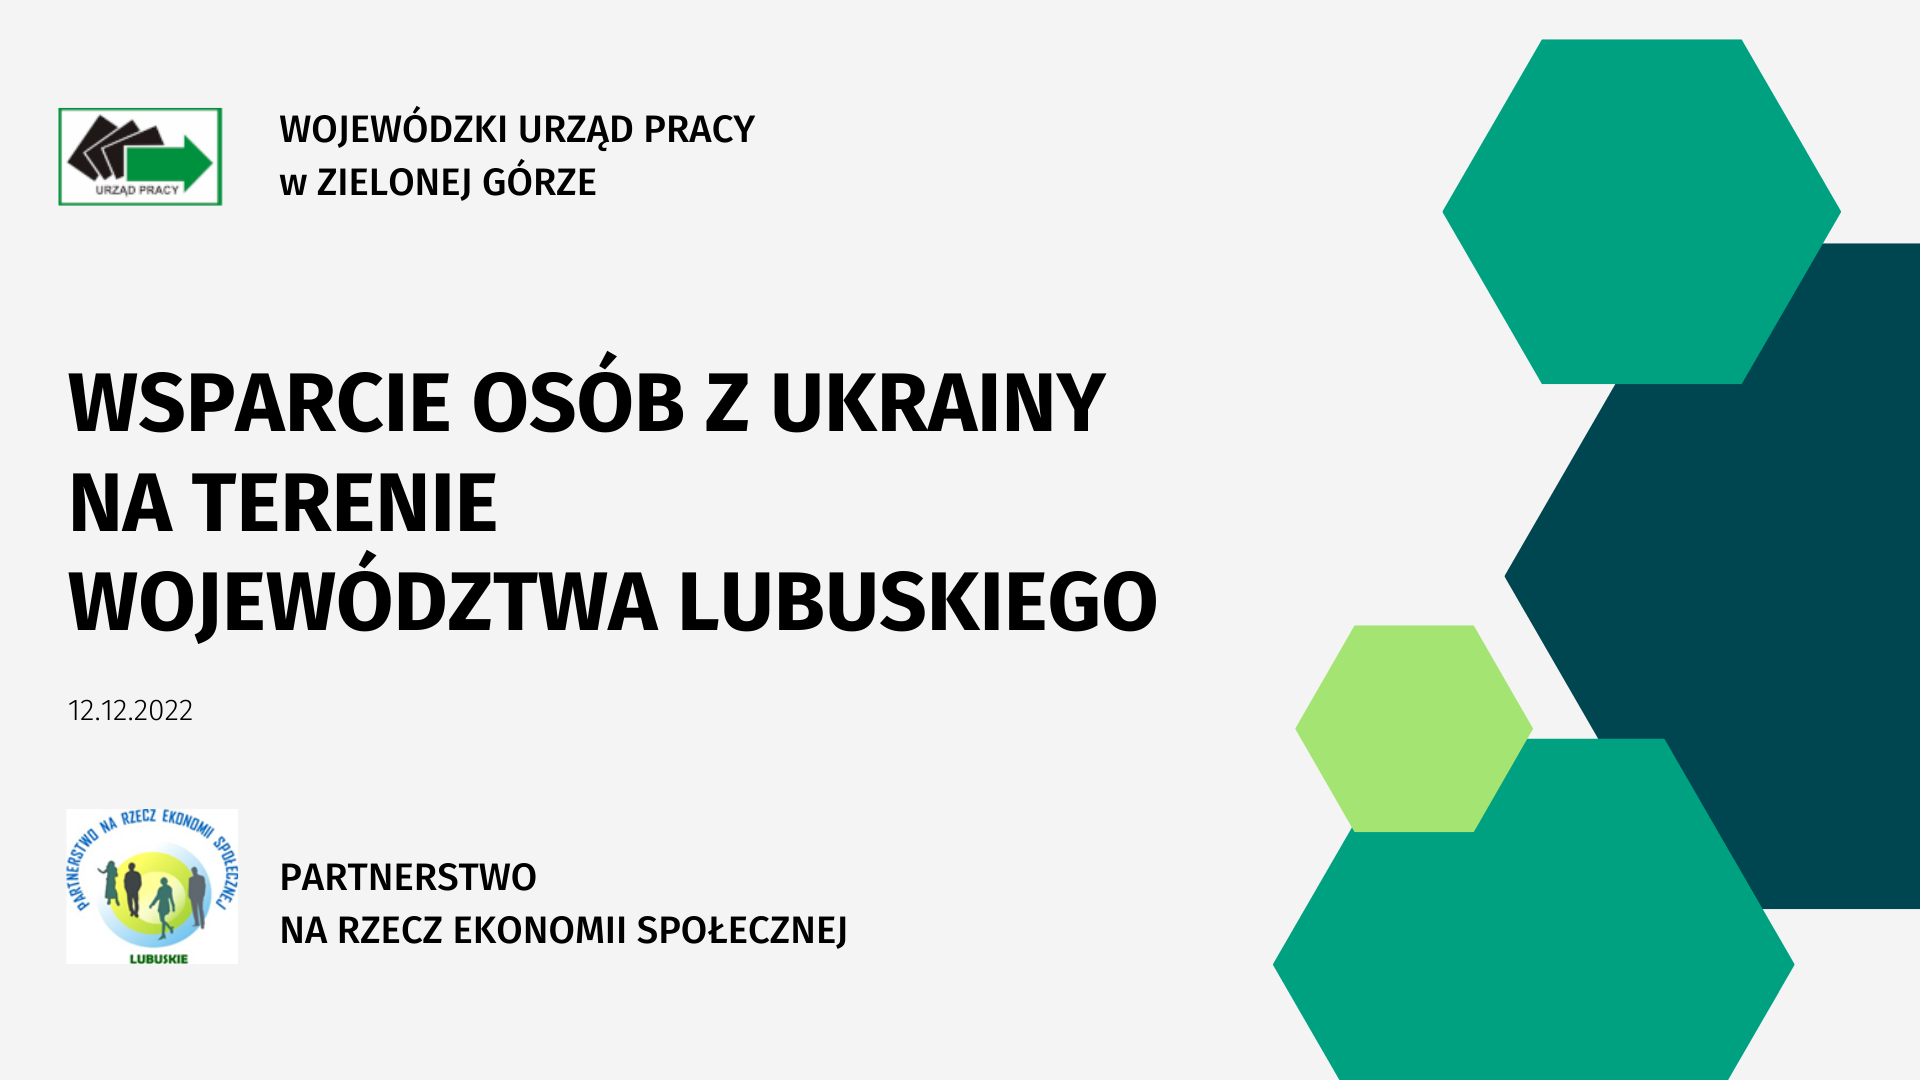 URZĄD PRACY
WOJEWÓDZKI URZĄD PRACY
w ZIELONEJ GÓRZE
WSPARCIE OSÓB Z UKRAINY
NA TERENIE
WOJEWÓDZTWA LUBUSKIEGO
12.12.2022
PARTNERSTWO NA RZECZ EKONOMII SPOŁECZNEJ
LUBUSKIE
PARTNERSTWO
NA RZECZ EKONOMII SPOŁECZNEJ